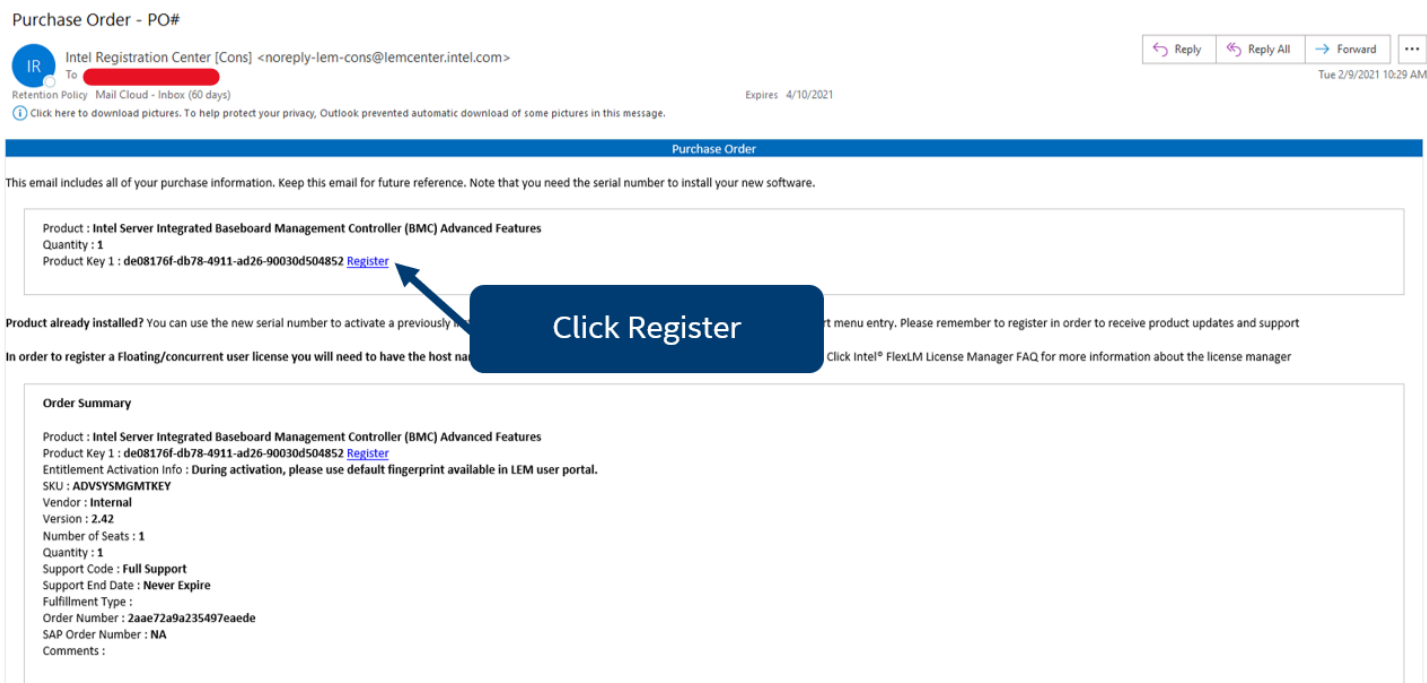 Purchase Order - PO#
IR
Intel Registration Center [Cons] <noreply-lem-cons@lemcenter.intel.com>
To
Reply
Reply All
Forward
...
Tue 2/9/2021 10:29 AM
Retention Policy Mail Cloud - Inbox (60 days)
Expires 4/10/2021
Click here to download pictures. To help protect your privacy, Outlook prevented automatic download of some pictures in this message.
Purchase Order
This email includes all of your purchase information. Keep this email for future reference. Note that you need the serial number to install your new software.
Product : Intel Server Integrated Baseboard Management Controller (BMC) Advanced Features
Quantity : 1
Product Key 1 : de08176f-db78-4911-ad26-90030d504852 Register
Click Register
Product already installed? You can use the new serial number to activate a previously menu entry. Please remember to register in order to receive product updates and support
In order to register a Floating/concurrent user license you will need to have the host Click Intel® FlexLM License Manager FAQ for more information about the license manager
Order Summary
Product : Intel Server Integrated Baseboard Management Controller (BMC) Advanced Features
Product Key 1 : de08176f-db78-4911-ad26-90030d504852 Register
Entitlement Activation Info : During activation, please use default fingerprint available in LEM user portal.
SKU : ADVSYSMGMTKEY
Vendor : Internal
Version : 2.42
Number of Seats : 1
Quantity : 1
Support Code : Full Support
Support End Date : Never Expire
Fulfillment Type :
Order Number : 2aae72a9a235497eaede
SAP Order Number : NA
Comments :